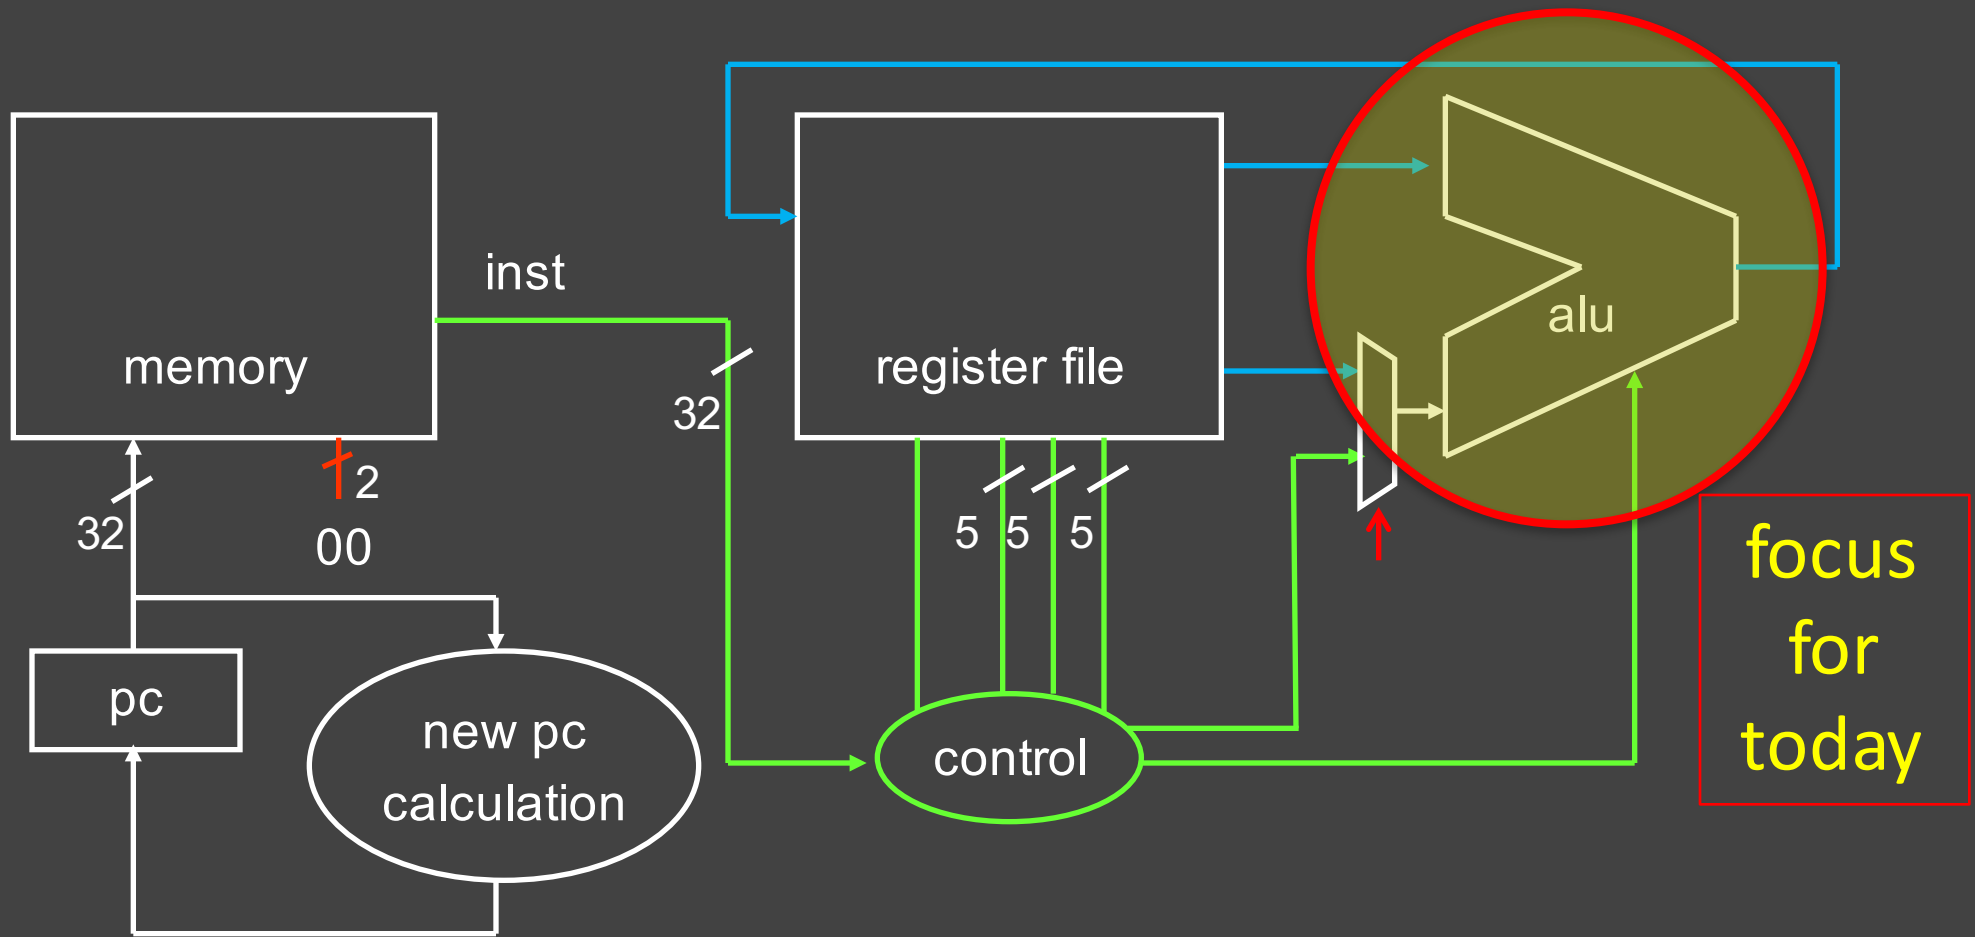 inst
alu
memory
register file
32
2
32
00
5
5
5
focus
for
today
pc
new pc
calculation
control